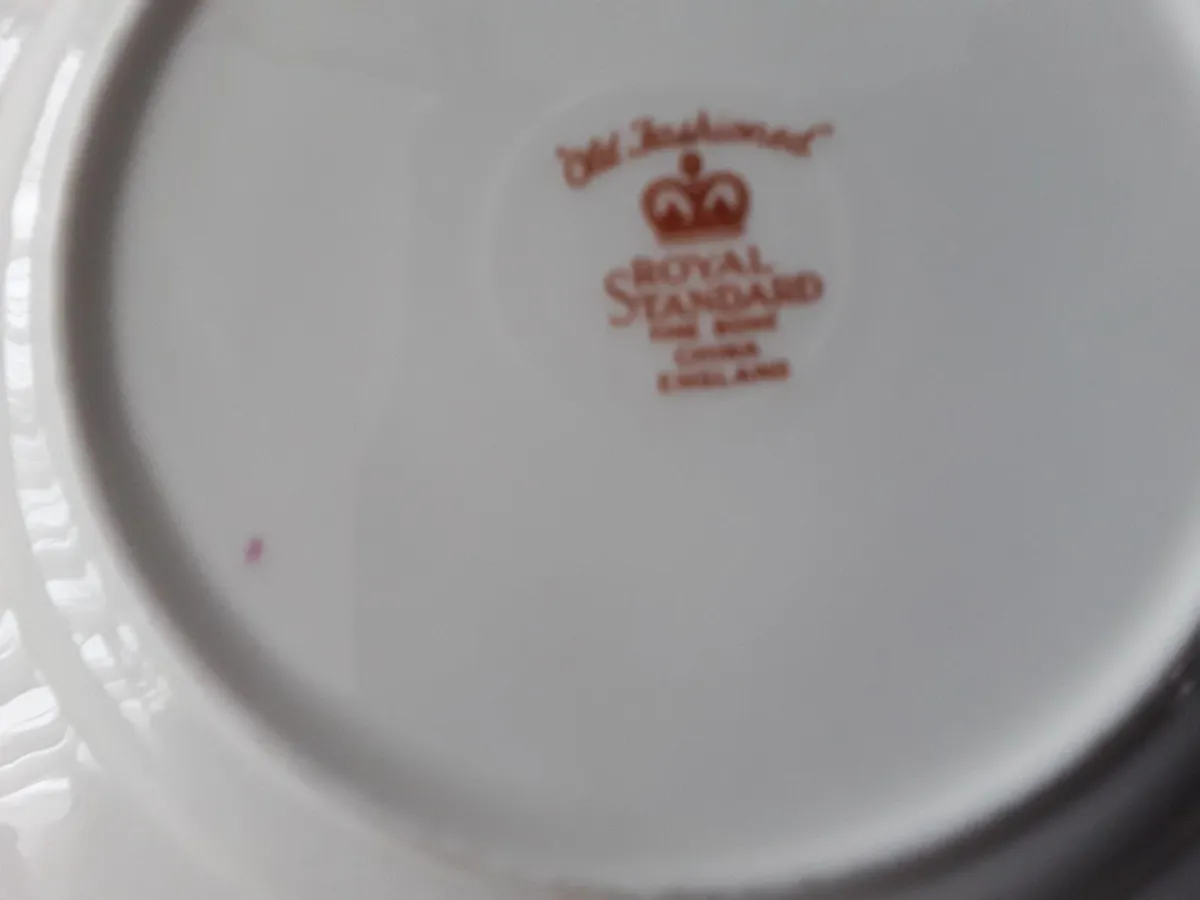 "Old Fashioned"
ROYAL
STANDARD
FINE BONE
CHINA
ENGLAND